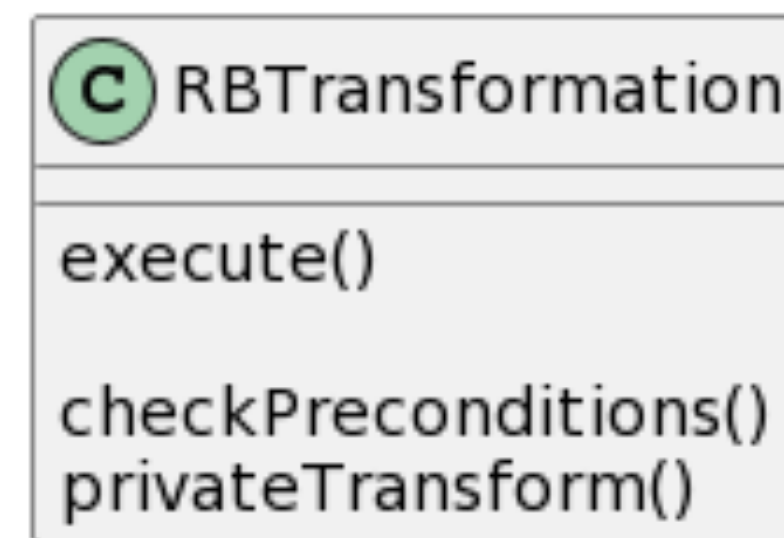 C RBTransformation
execute()
checkPreconditions()
privateTransform()